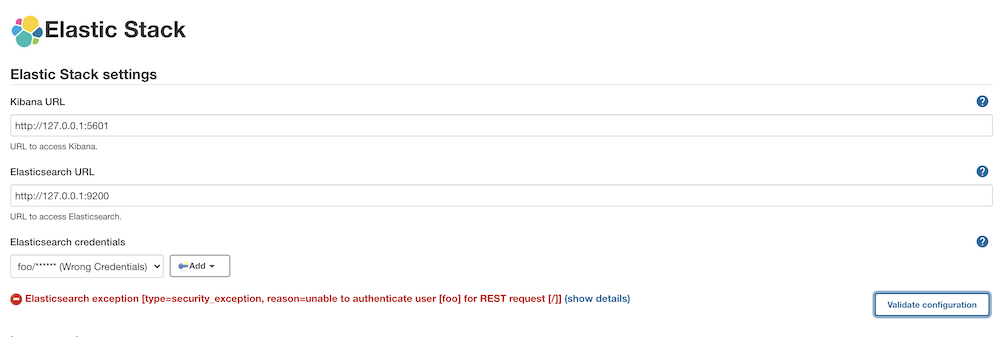 Elastic Stack
Elastic Stack settings
Kibana URL
http://127.0.0.1:5601
URL to access Kibana.
Elasticsearch URL
http://127.0.0.1:9200
URL to access Elasticsearch.
Elasticsearch credentials
foo/****** (Wrong Credentials) Add
Elasticsearch exception [type=security_exception, reason=unable to authenticate user [foo] for REST request [/]] (show details)
Validate configuration